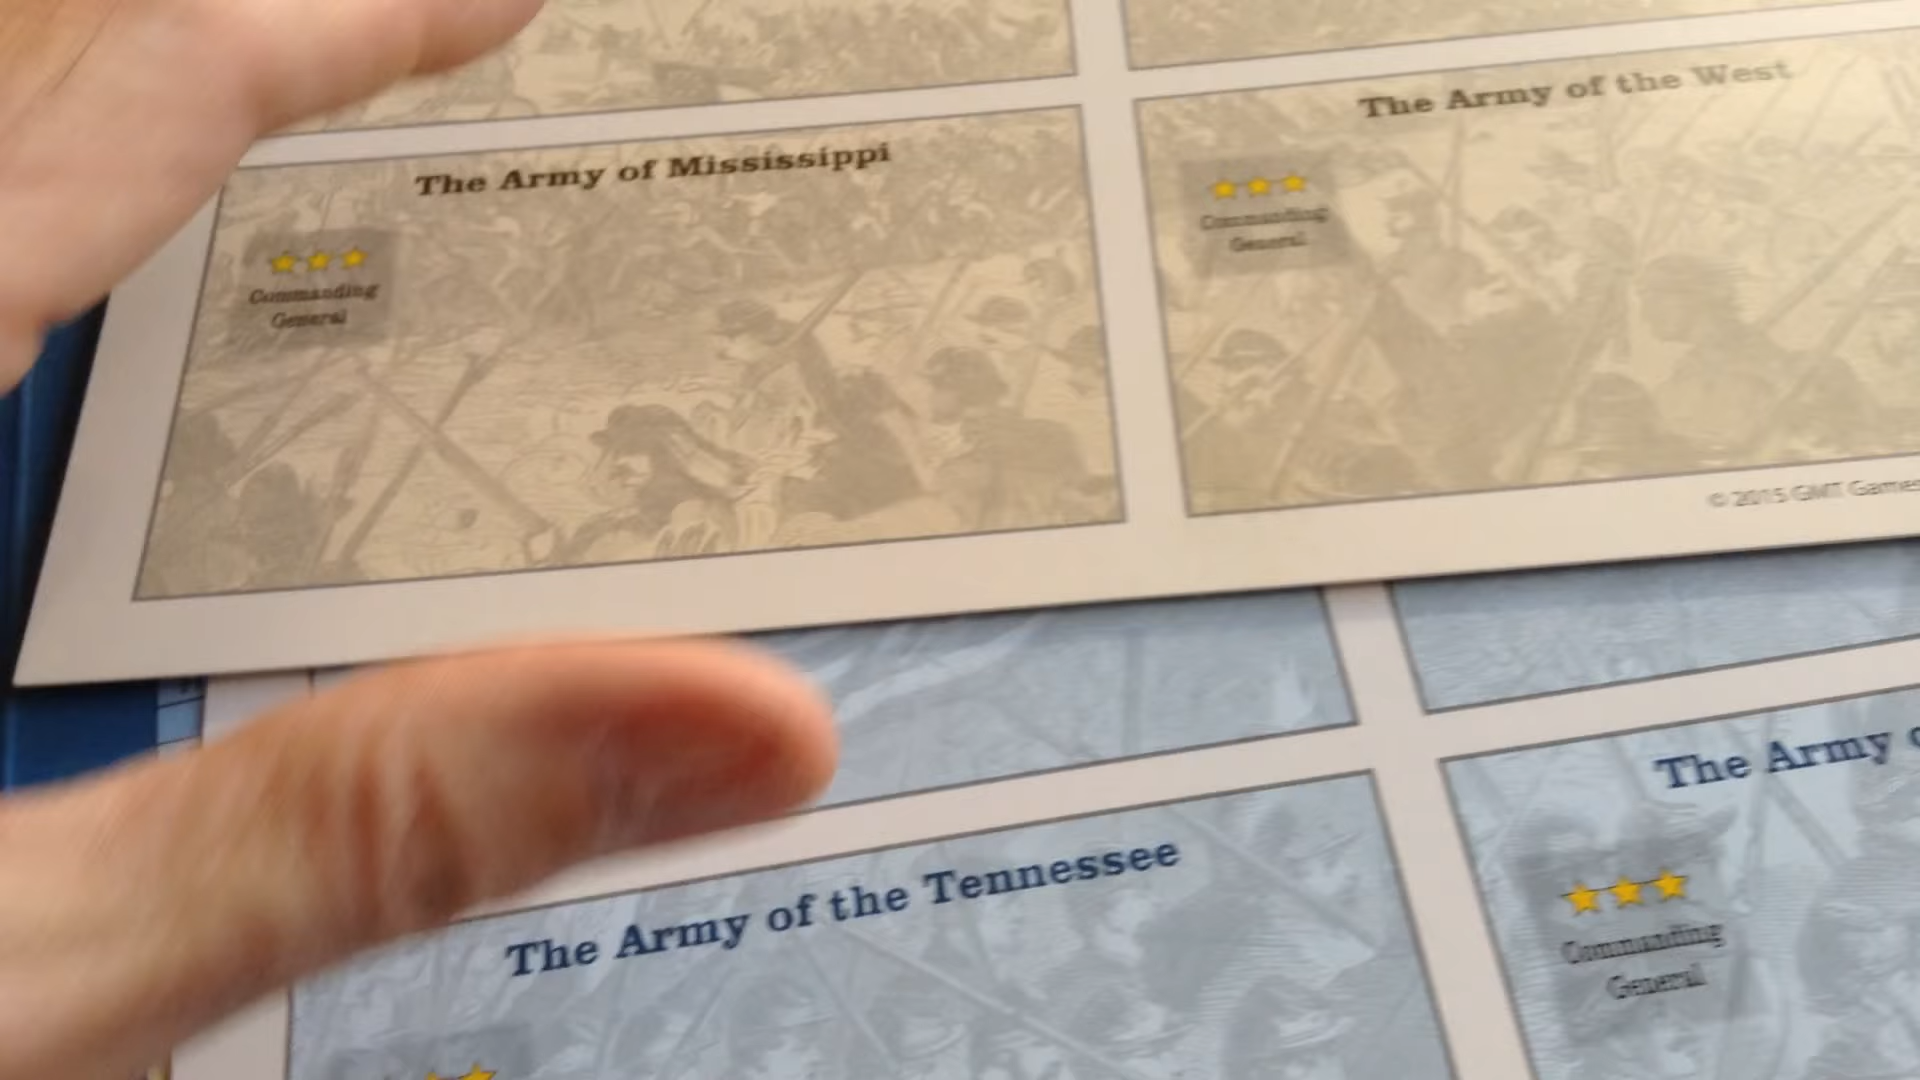 The Army of Mississippi
Commanding
General
The Army of the West
Commanding
General
© 2015 GMT Games
The Army of the Tennessee
The Army
Commanding
General